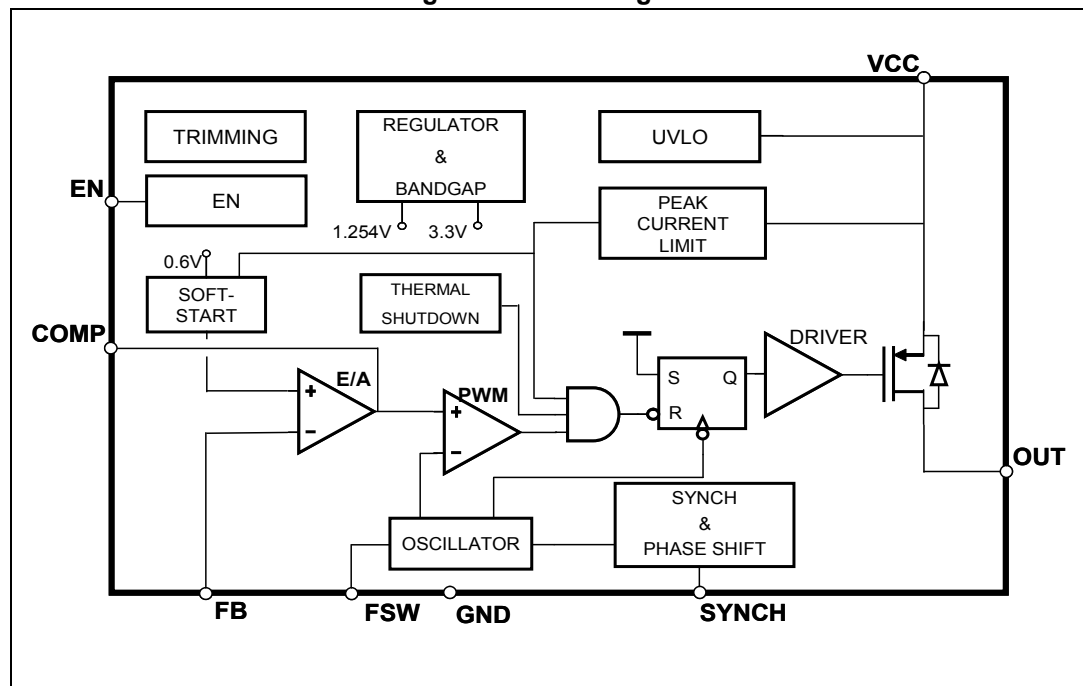 VCC
TRIMMING
REGULATOR
&
BANDGAP
UVLO
EN
EN
PEAK
CURRENT
LIMIT
1.254V
3.3V
0.6V
SOFT-
START
THERMAL
SHUTDOWN
COMP
DRIVER
E/A
+
-
PWM
+
-
S
Q
R
OUT
OSCILLATOR
SYNCH
&
PHASE SHIFT
FB
FSW
GND
SYNCH